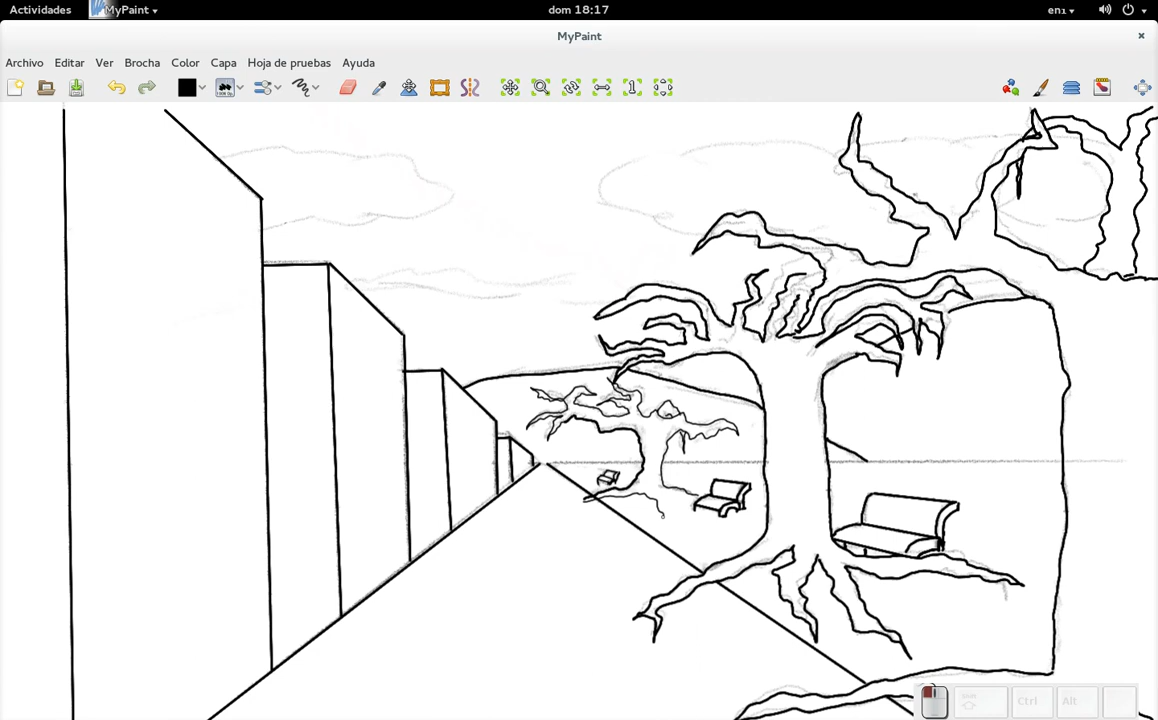 Actividades MyPaint dom 18:17 en1
MyPaint
Archivo Editar Ver Brocha Color Capa Hoja de pruebas Ayuda
1
Ctrl Alt